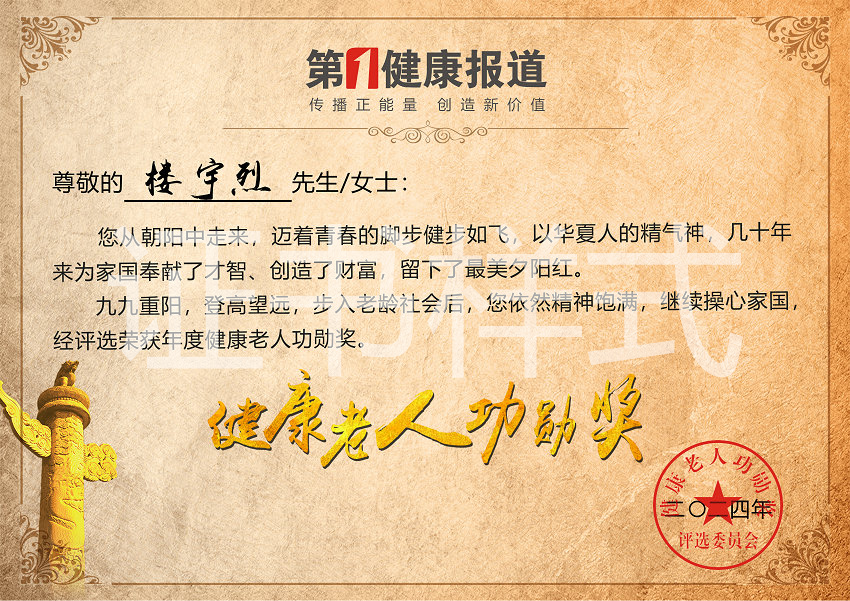 第1健康报道
传播正能量 创造新价值
尊敬的 楼宇烈 先生/女士：
您从朝阳中走来，迈着青春的脚步健步如飞，以华夏人的精气神，几十年
来为家国奉献了才智、创造了财富，留下了最美夕阳红。
九九重阳，登高望远，步入老龄社会后，您依然精神饱满，继续操心家国，
经评选荣获年度健康老人功勋奖。
证书样式
健康老人功勋奖
健康老人功勋奖
二〇二四年
评选委员会